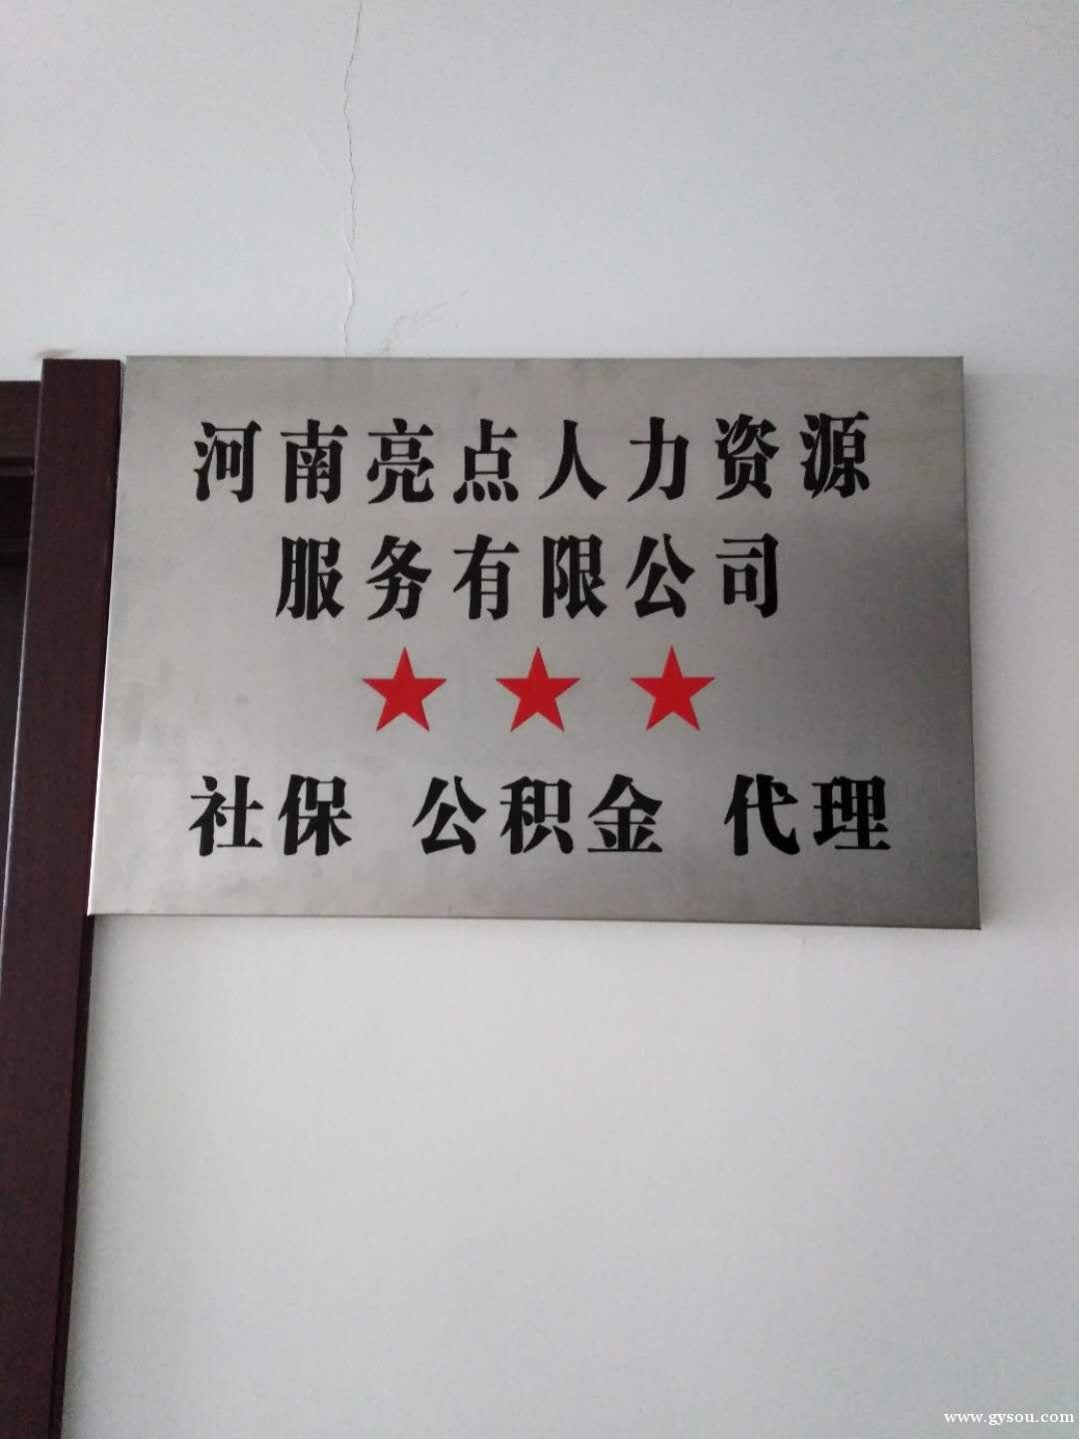 河南亮点人力资源
服务有限公司
★ ★ ★
社保 公积金 代理
www.gysou.com